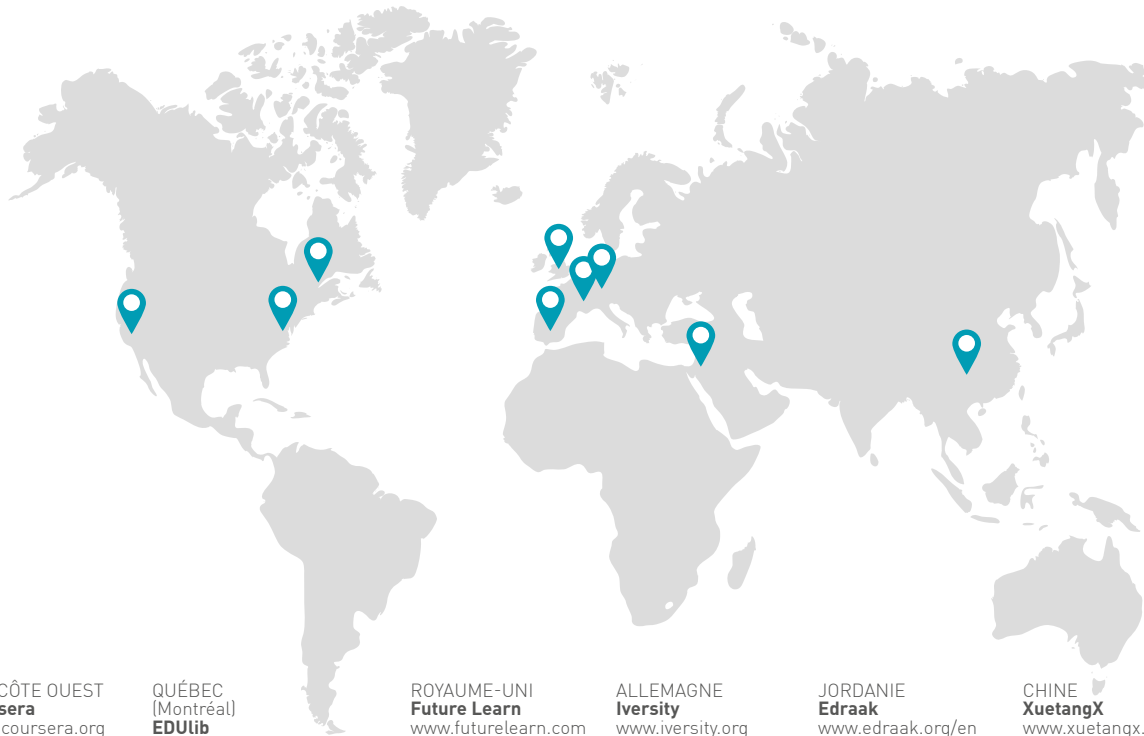 CÔTE OUEST
sera
coursera.org
QUÉBEC
(Montréal)
EDUlib
ROYAUME-UNI
Future Learn
www.futurelearn.com
ALLEMAGNE
Iversity
www.iversity.org
JORDANIE
Edraak
www.edraak.org/en
CHINE
XuetangX
www.xuetangx.